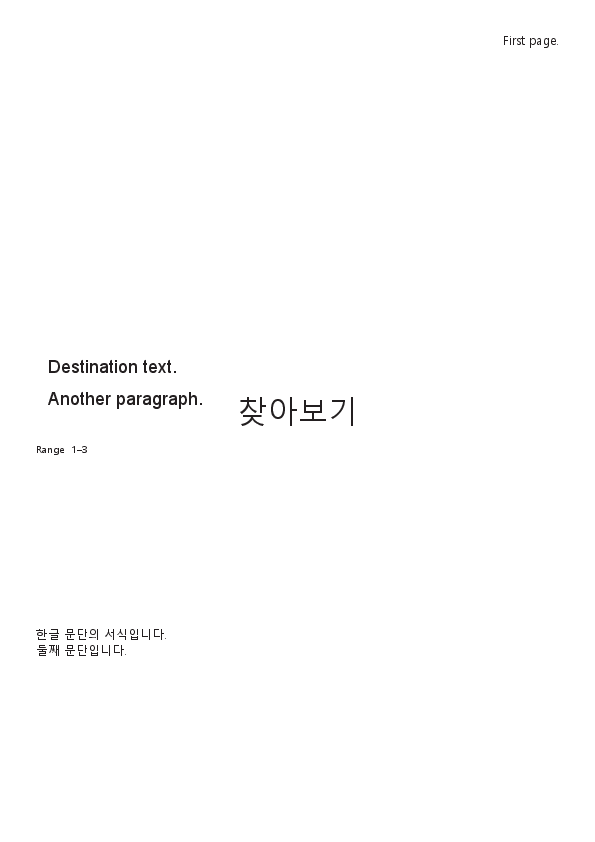 First page.
Destination text.
Another paragraph.
찾아보기
Range 1–3
한글 문단의 서식입니다.
둘째 문단입니다.